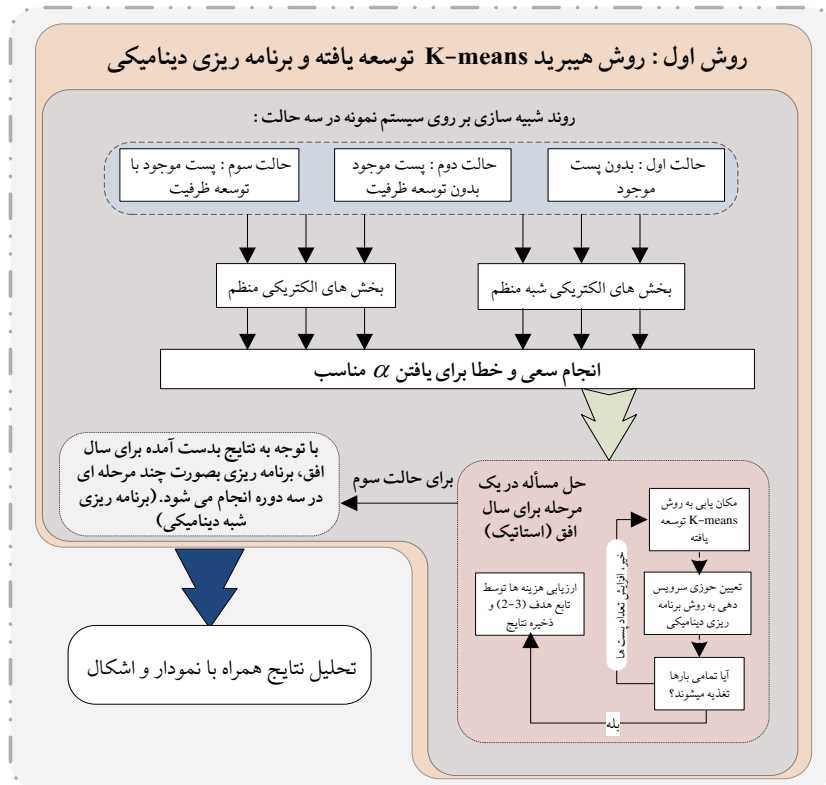 روش اول : روش هیبرید K-means توسعه یافته و برنامه ریزی دینامیکی
روند شبیه سازی بر روی سیستم نمونه در سه حالت :
حالت اول : بدون پست
موجود
حالت دوم : پست موجود
بدون توسعه ظرفیت
حالت سوم : پست موجود با
توسعه ظرفیت
بخش های الکتریکی شبه منظم
بخش های الکتریکی منظم
انجام سعی و خطا برای یافتن α مناسب
حل مسأله در یک
مرحله برای سال
افق (استاتیک)
مکان یابی به روش
K-means توسعه
یافته
تعیین حوزی سرویس
دهی به روش برنامه
ریزی دینامیکی
آیا تمامی بارها
تغذیه میشوند؟
خیر، افزایش تعداد پست ها
بله
ارزیابی هزینه ها توسط
تابع هدف (3-2) و
ذخیره نتایج
برای حالت سوم
با توجه به نتایج بدست آمده برای سال
افق، برنامه ریزی بصورت چند مرحله ای
در سه دوره انجام می شود.(برنامه ریزی
شبه دینامیکی)
تحلیل نتایج همراه با نمودار و اشکال